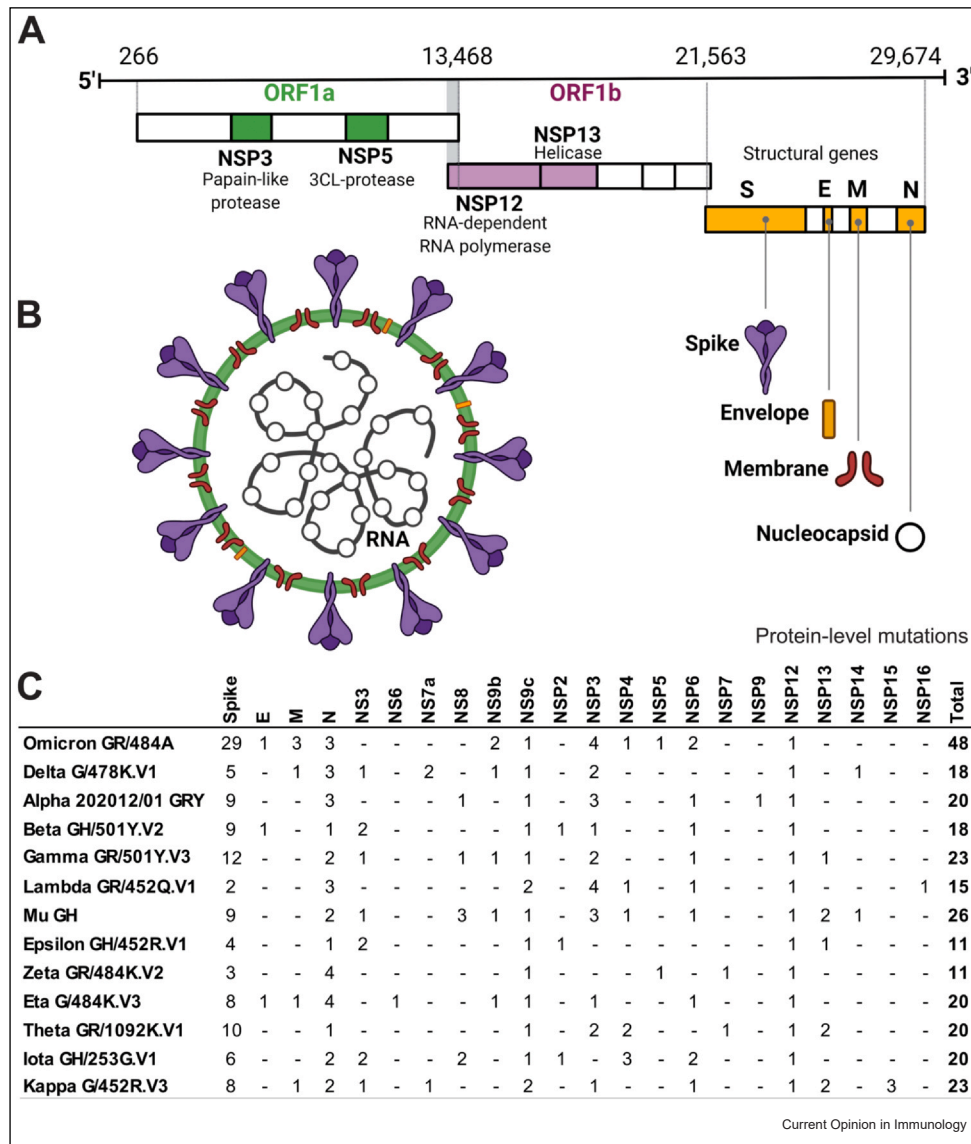 A
266 13,468 21,563 29,674
5' 3'
ORF1a ORF1b
NSP3
Papain-like
protease
NSP5
3CL-protease
NSP13
Helicase
NSP12
RNA-dependent
RNA polymerase
Structural genes
S E M N
B
Spike
Envelope
Membrane
Nucleocapsid
RNA
Protein-level mutations
C
Spike E M N NS3 NS6 NS7a NS8 NS9b NS9c NSP2 NSP3 NSP4 NSP5 NSP6 NSP7 NSP9 NSP12 NSP13 NSP14 NSP15 NSP16 Total
Omicron GR/484A 29 1 3 3 - - - - 2 1 - 4 1 1 2 - - 1 - - - - 48
Delta G/478K.V1 5 - 1 3 1 - 2 - 1 1 - 2 - - - - - 1 - 1 - - 18
Alpha 202012/01 GRY 9 - - 3 - - - 1 - 1 - 3 - - 1 - 1 1 - - - - 20
Beta GH/501Y.V2 9 1 - 1 2 - - - - 1 1 1 - - 1 - - 1 - - - - 18
Gamma GR/501Y.V3 12 - - 2 1 - - 1 1 1 - 2 - - 1 - - 1 1 - - - 23
Lambda GR/452Q.V1 2 - - 3 - - - - - 2 - 4 1 - 1 - - 1 - - - 1 15
Mu GH 9 - - 2 1 - - 3 1 1 - 3 1 - 1 - - 1 2 1 - - 26
Epsilon GH/452R.V1 4 - - 1 2 - - - - 1 1 - - - - - - 1 1 - - - 11
Zeta GR/484K.V2 3 - - 4 - - - - - 1 - - - 1 - 1 - 1 - - - - 11
Eta G/484K.V3 8 1 1 4 - 1 - - 1 1 - 1 - - 1 - - 1 - - - - 20
Theta GR/1092K.V1 10 - - 1 - - - - - 1 - 2 2 - - 1 - 1 2 - - - 20
Iota GH/253G.V1 6 - - 2 2 - - 2 - 1 1 - 3 - 2 - - 1 - - - - 20
Kappa G/452R.V3 8 - 1 2 1 - 1 - - 2 - 1 - - 1 - - 1 2 - 3 - 23
Current Opinion in Immunology